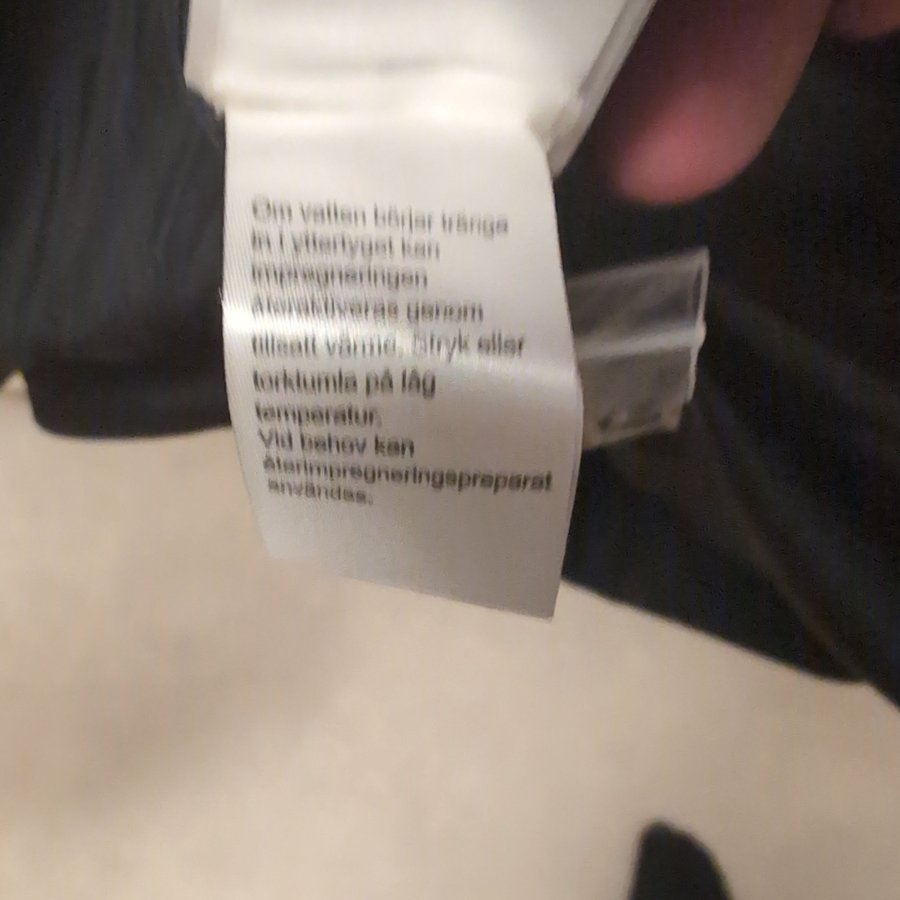 Om vatten börjar tränga
in i yttertyget kan
impregneringen
återaktiveras genom
tillsatt värme, stryk eller
torktumla på låg
temperatur.
Vid behov kan
återimpregneringspreparat
användas.